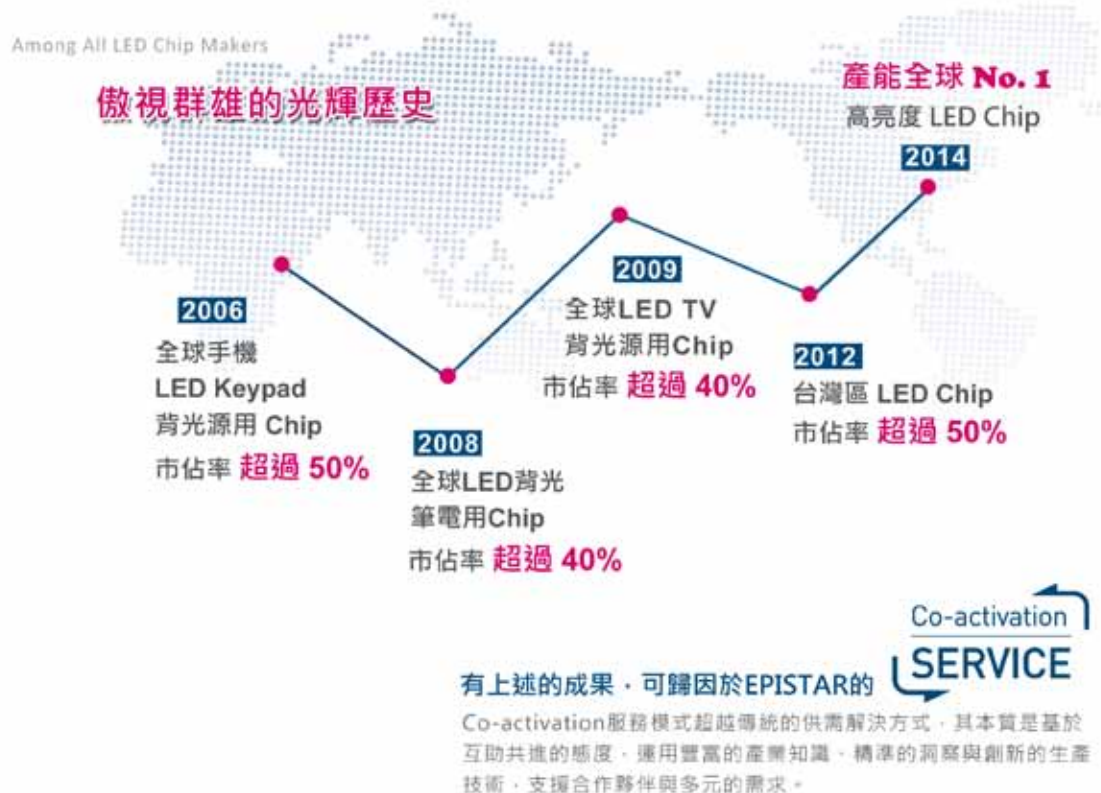 Among All LED Chip Makers
傲視群雄的光輝歷史
產能全球 No. 1
高亮度 LED Chip
2014
2006
全球手機
LED Keypad
背光源用 Chip
市佔率 超過 50%
2008
全球LED背光
筆電用Chip
市佔率 超過 40%
2009
全球LED TV
背光源用Chip
市佔率 超過 40%
2012
台灣區 LED Chip
市佔率 超過 50%
Co-activation
SERVICE
有上述的成果，可歸因於EPISTAR的
Co-activation服務模式超越傳統的供需解決方式，其本質是基於
互助共進的態度，運用豐富的產業知識、精準的洞察與創新的生產
技術，支援合作夥伴與多元的需求。